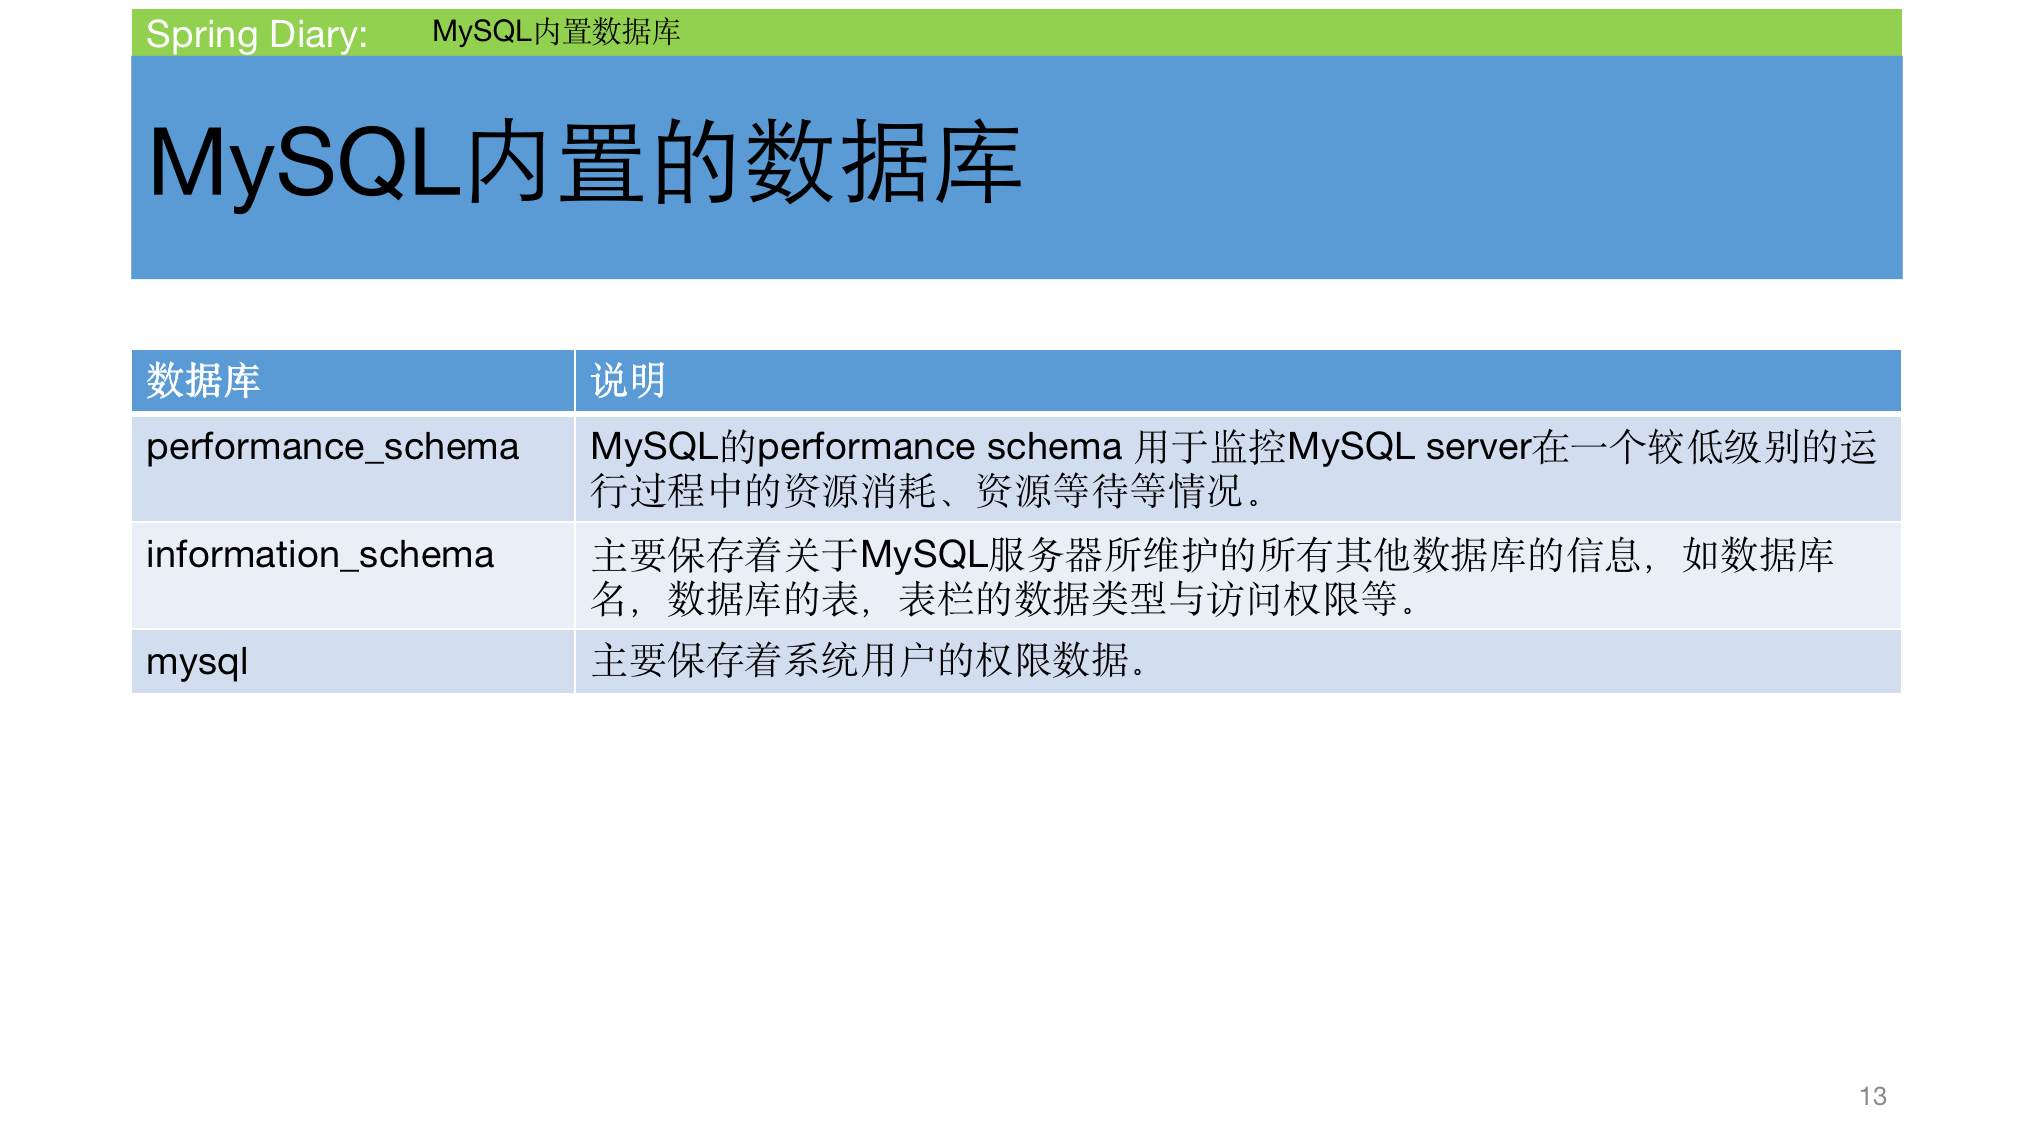 Spring Diary: MySQL内置数据库
MySQL内置的数据库
数据库 说明
performance_schema MySQL的performance schema 用于监控MySQL server在一个较低级别的运
行过程中的资源消耗、资源等待等情况。
information_schema 主要保存着关于MySQL服务器所维护的所有其他数据库的信息，如数据库
名，数据库的表，表栏的数据类型与访问权限等。
mysql 主要保存着系统用户的权限数据。
13